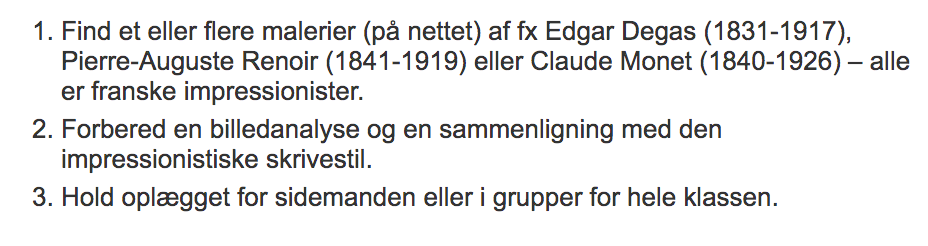 1. Find et eller flere malerier (på nettet) af fx Edgar Degas (1831-1917),
Pierre-Auguste Renoir (1841-1919) eller Claude Monet (1840-1926) – alle
er franske impressionister.
2. Forbered en billedanalyse og en sammenligning med den
impressionistiske skrivestil.
3. Hold oplægget for sidemanden eller i grupper for hele klassen.